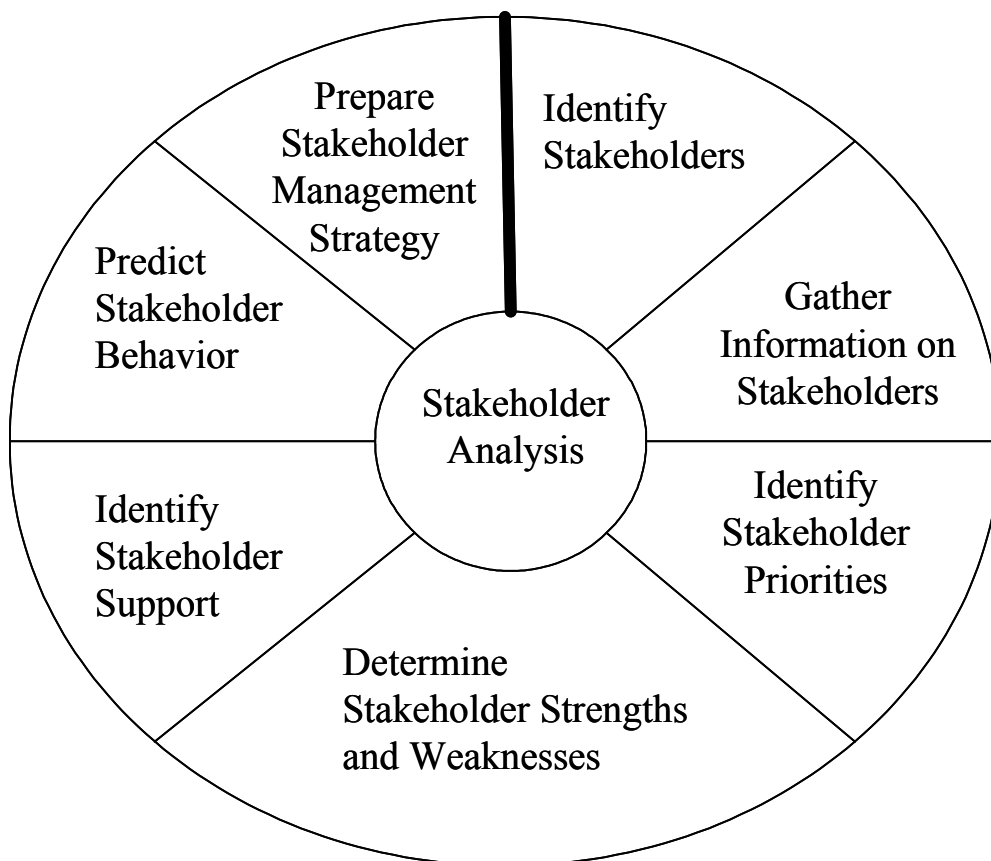 Prepare
Stakeholder
Management
Strategy
Identify
Stakeholders
Gather
Information on
Stakeholders
Identify
Stakeholder
Priorities
Determine
Stakeholder Strengths
and Weaknesses
Identify
Stakeholder
Support
Predict
Stakeholder
Behavior
Stakeholder
Analysis